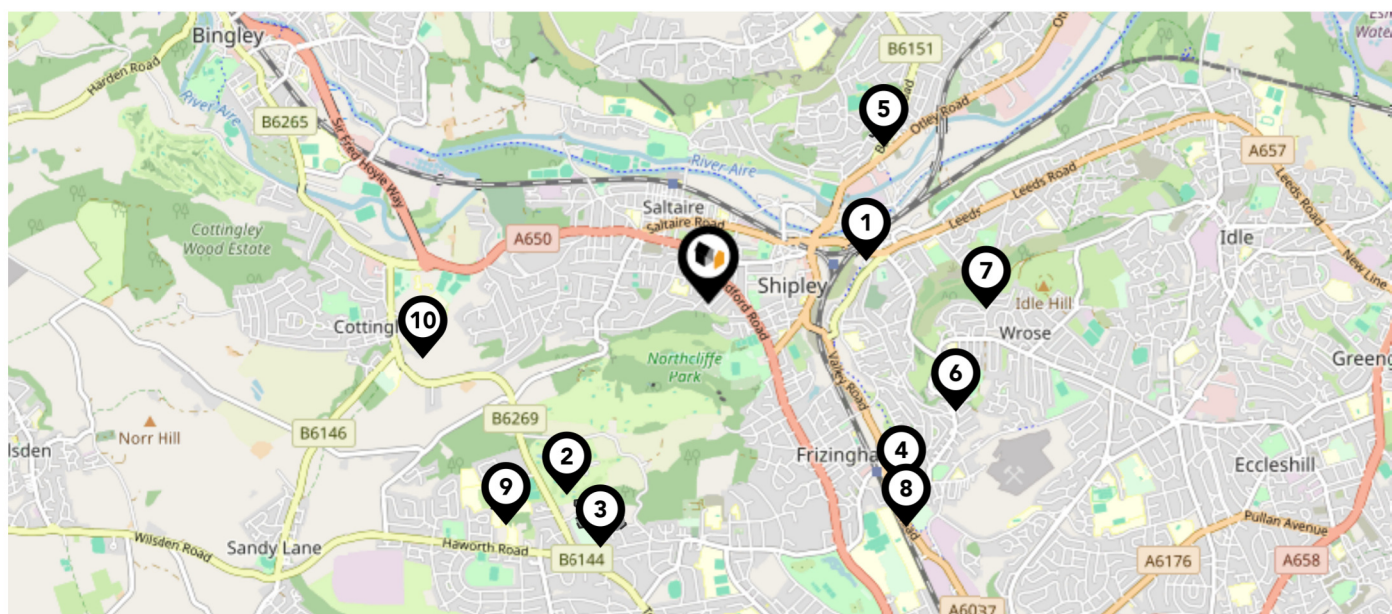 Bingley
B6151
Harden Road
River Aire
B6265
5
Otley Road
Sir Fred Hoyle Way
A657
River Aire
Leeds Road
Leeds Road
Saltaire
Saltaire Road
1
Leeds
Cottingley
Wood Estate
A650
Idle
New Line
7
Shipley
Idle Hill
10
Wrose
Valley Road
Northcliffe
Park
6
B6269
Norr Hill
B6146
4
2
Eccleshill
9
8
3
Pullan Avenue
Wilsden Road
Sandy Lane
Haworth Road
B6144
A6176
A658
A6037